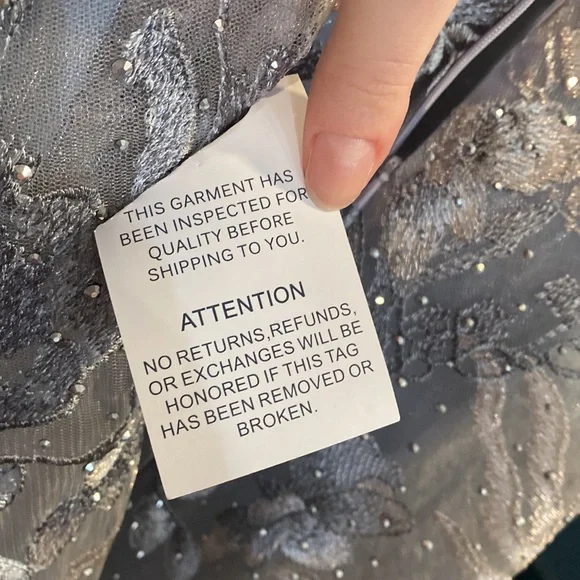 THIS GARMENT HAS
BEEN INSPECTED FOR
QUALITY BEFORE
SHIPPING TO YOU.
ATTENTION
NO RETURNS,REFUNDS,
OR EXCHANGES WILL BE
HONORED IF THIS TAG
HAS BEEN REMOVED OR
BROKEN.